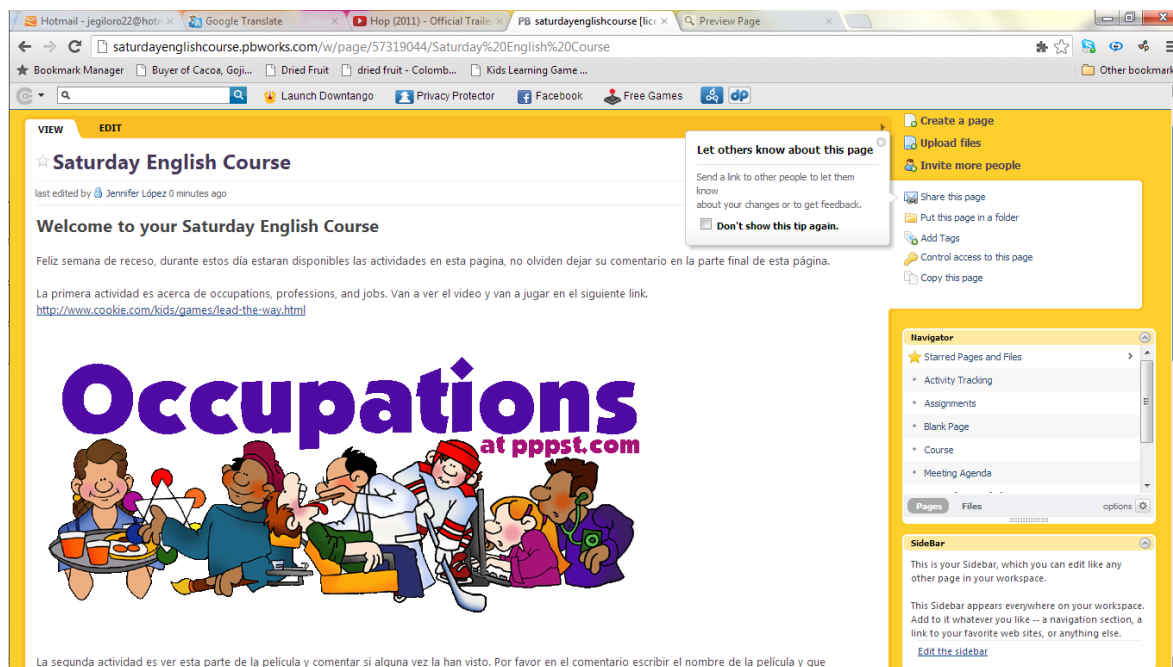 Hotmail - jegiloro22@hotn
Google Translate
Hop (2011) - Official Trailer
PB saturdayenglishcourse [lice
Preview Page
saturdayenglishcourse.pbworks.com/w/page/57319044/Saturday%20English%20Course
Bookmark Manager Buyer of Cacoa, Goji... Dried Fruit dried fruit - Colomb... Kids Learning Game ... Other bookmark
Launch Downtango Privacy Protector Facebook Free Games dp
VIEW EDIT
Saturday English Course
last edited by Jennifer López 0 minutes ago
Welcome to your Saturday English Course
Feliz semana de receso, durante estos día estaran disponibles las actividades en esta pagina, no olviden dejar su comentario en la parte final de esta página.
La primera actividad es acerca de occupations, professions, and jobs. Van a ver el video y van a jugar en el siguiente link.
http://www.cookie.com/kids/games/lead-the-way.html
Occupations
at pppst.com
La segunda actividad es ver esta parte de la película y comentar si alguna vez la han visto. Por favor en el comentario escribir el nombre de la película y que
Let others know about this page
Send a link to other people to let them
know
about your changes or to get feedback.
Don't show this tip again.
Create a page
Upload files
Invite more people
Share this page
Put this page in a folder
Add Tags
Control access to this page
Copy this page
Navigator
Starred Pages and Files
Activity Tracking
Assignments
Blank Page
Course
Meeting Agenda
Pages Files options
SideBar
This is your Sidebar, which you can edit like any
other page in your workspace.
This Sidebar appears everywhere on your workspace.
Add to it whatever you like -- a navigation section, a
link to your favorite web sites, or anything else.
Edit the sidebar